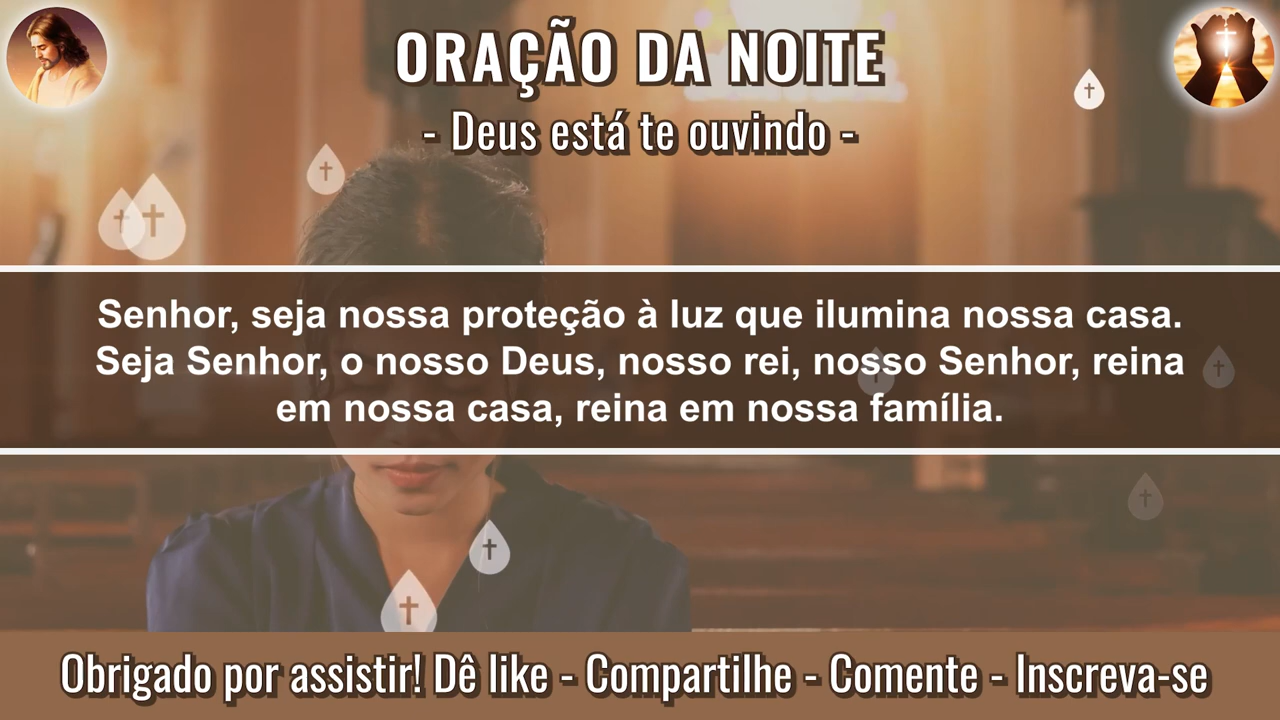 ORAÇÃO DA NOITE
- Deus está te ouvindo -
Senhor, seja nossa proteção à luz que ilumina nossa casa.
Seja Senhor, o nosso Deus, nosso rei, nosso Senhor, reina
em nossa casa, reina em nossa família.
Obrigado por assistir! Dê like - Compartilhe - Comente - Inscreva-se